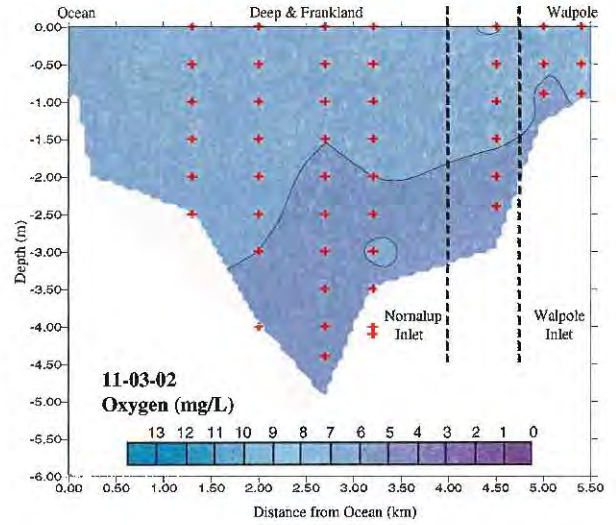 Ocean Deep & Frankland Walpole
0.00
-0.50
-1.00
-1.50
-2.00
-2.50
-3.00
-3.50
-4.00
-4.50
-5.00
-5.50
-6.00
Depth (m)
Nornalup Inlet
Walpole Inlet
11-03-02
Oxygen (mg/L)
13 12 11 10 9 8 7 6 5 4 3 2 1 0
0.00 0.50 1.00 1.50 2.00 2.50 3.00 3.50 4.00 4.50 5.00 5.50
Distance from Ocean (km)